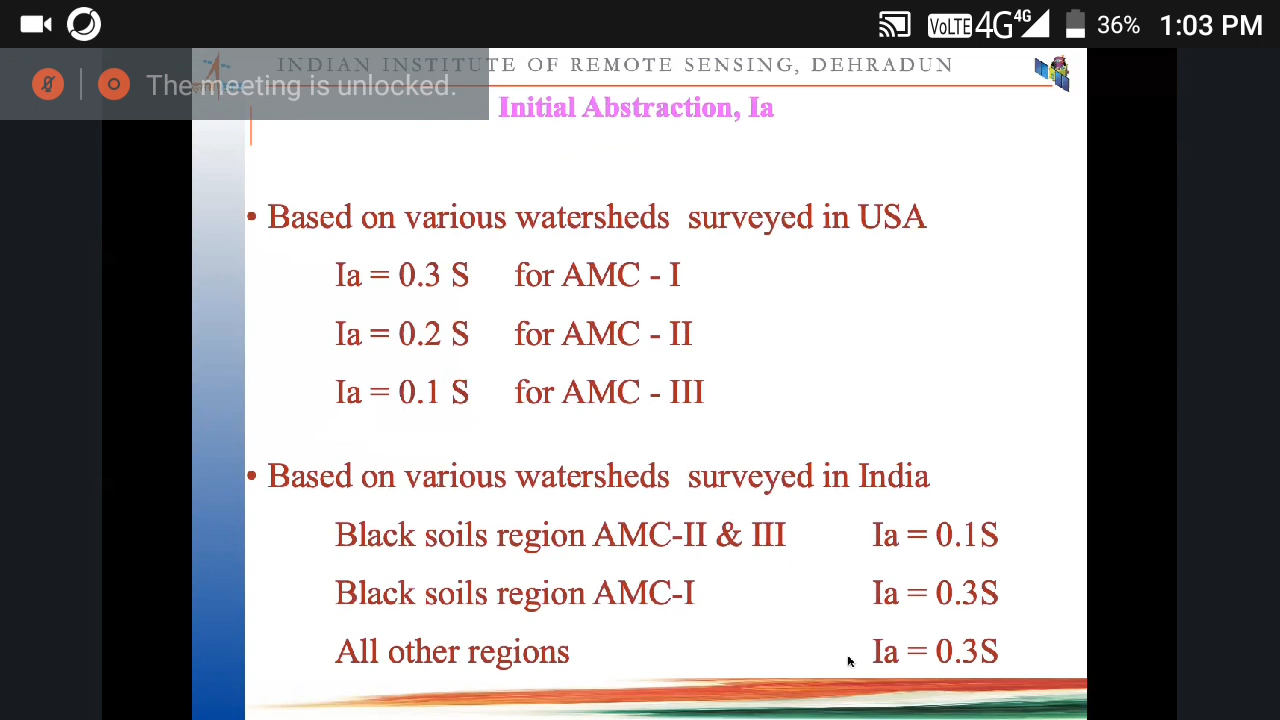 VoLTE 4G 4G 36% 1:03 PM
INDIAN INSTITUTE OF REMOTE SENSING, DEHRADUN
The meeting is unlocked.
Initial Abstraction, Ia
• Based on various watersheds surveyed in USA
Ia = 0.3 S for AMC - I
Ia = 0.2 S for AMC - II
Ia = 0.1 S for AMC - III
• Based on various watersheds surveyed in India
Black soils region AMC-II & III Ia = 0.1S
Black soils region AMC-I Ia = 0.3S
All other regions Ia = 0.3S